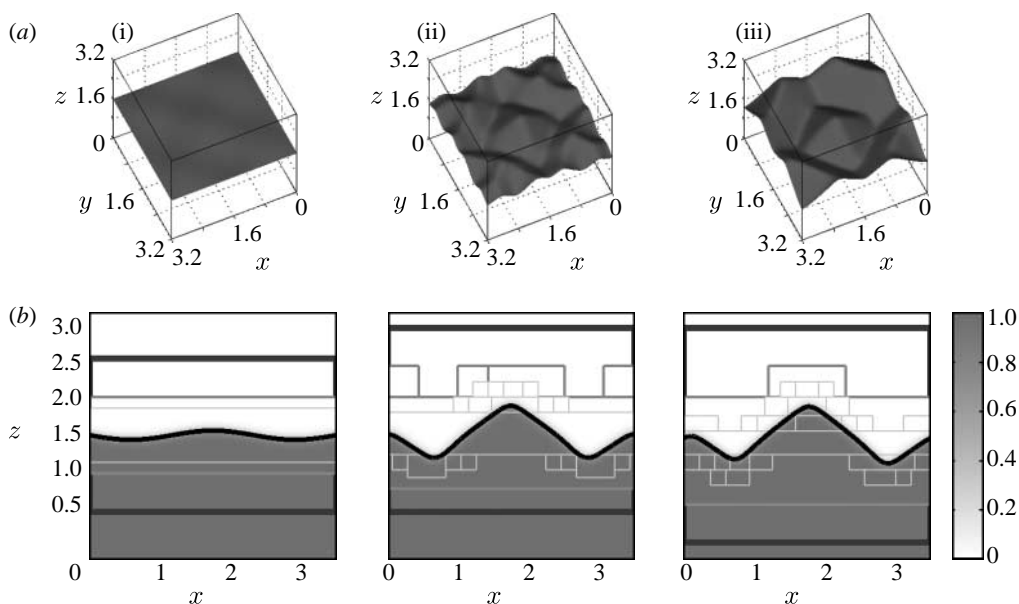 (a) (i) (ii) (iii)
3.2 3.2 3.2
z 1.6 z 1.6 z 1.6
0 0 0
y 1.6 0 y 1.6 0 y 1.6 0
3.2 3.2 1.6 3.2 3.2 1.6 3.2 3.2 1.6
x x x
(b)
3.0 1.0
2.5 0.8
2.0
z 1.5 0.6
1.0 0.4
0.5 0.2
0
0 1 2 3 0 1 2 3 0 1 2 3
x x x